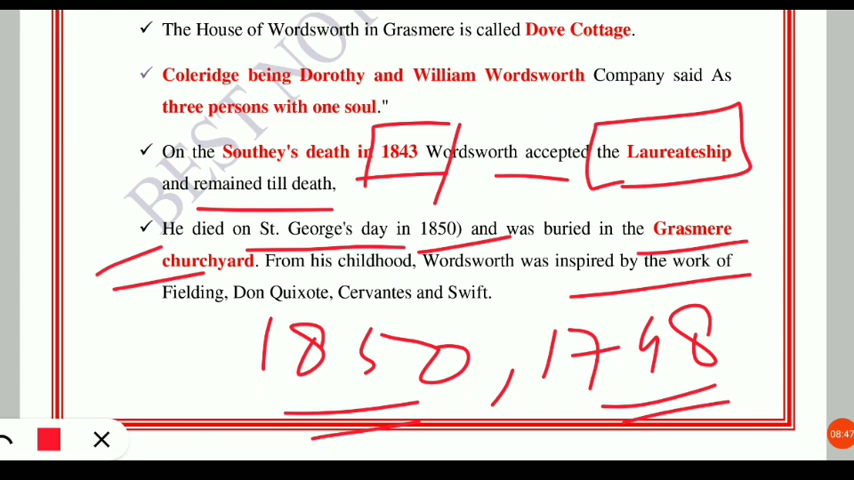 ✓ The House of Wordsworth in Grasmere is called Dove Cottage.
✓ Coleridge being Dorothy and William Wordsworth Company said As
three persons with one soul."
✓ On the Southey's death in 1843 Wordsworth accepted the Laureateship
and remained till death,
✓ He died on St. George's day in 1850) and was buried in the Grasmere
churchyard. From his childhood, Wordsworth was inspired by the work of
Fielding, Don Quixote, Cervantes and Swift.
1850, 1798
BEST NOT
08:47